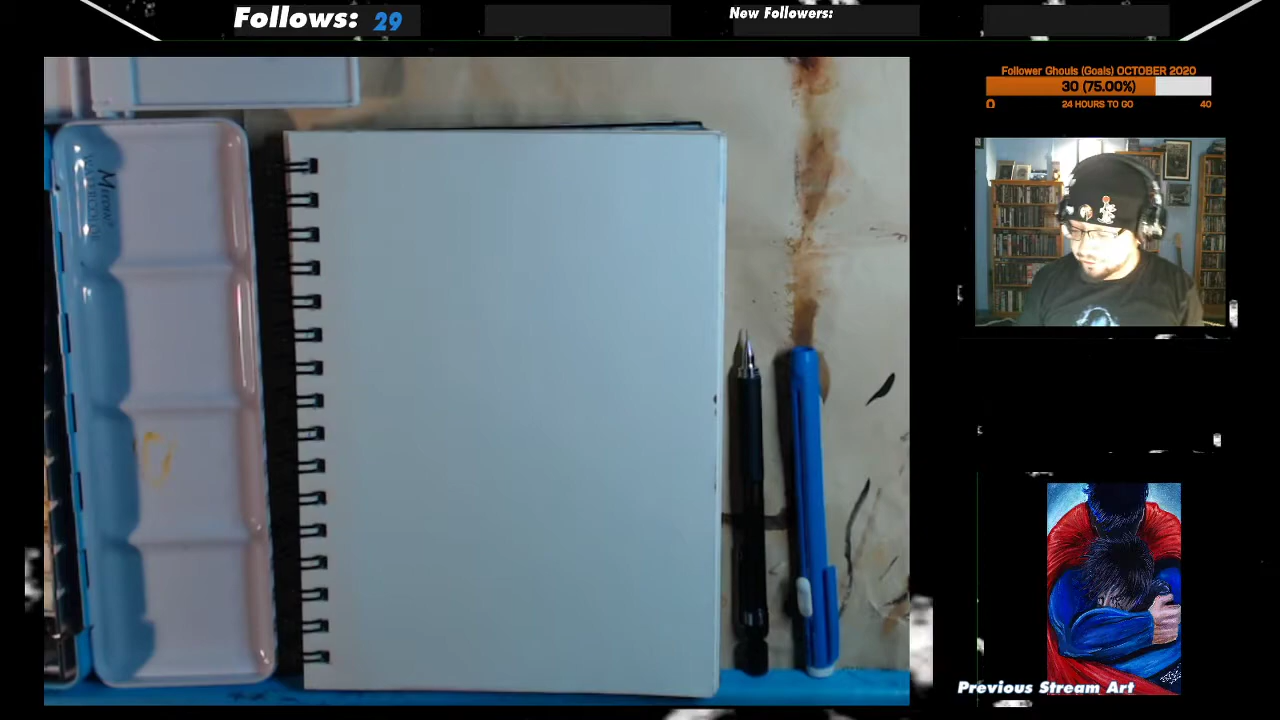 Follows: 29
New Followers:
Follower Ghouls (Goals) OCTOBER 2020
30 (75.00%)
0 24 HOURS TO GO 40
Previous Stream Art